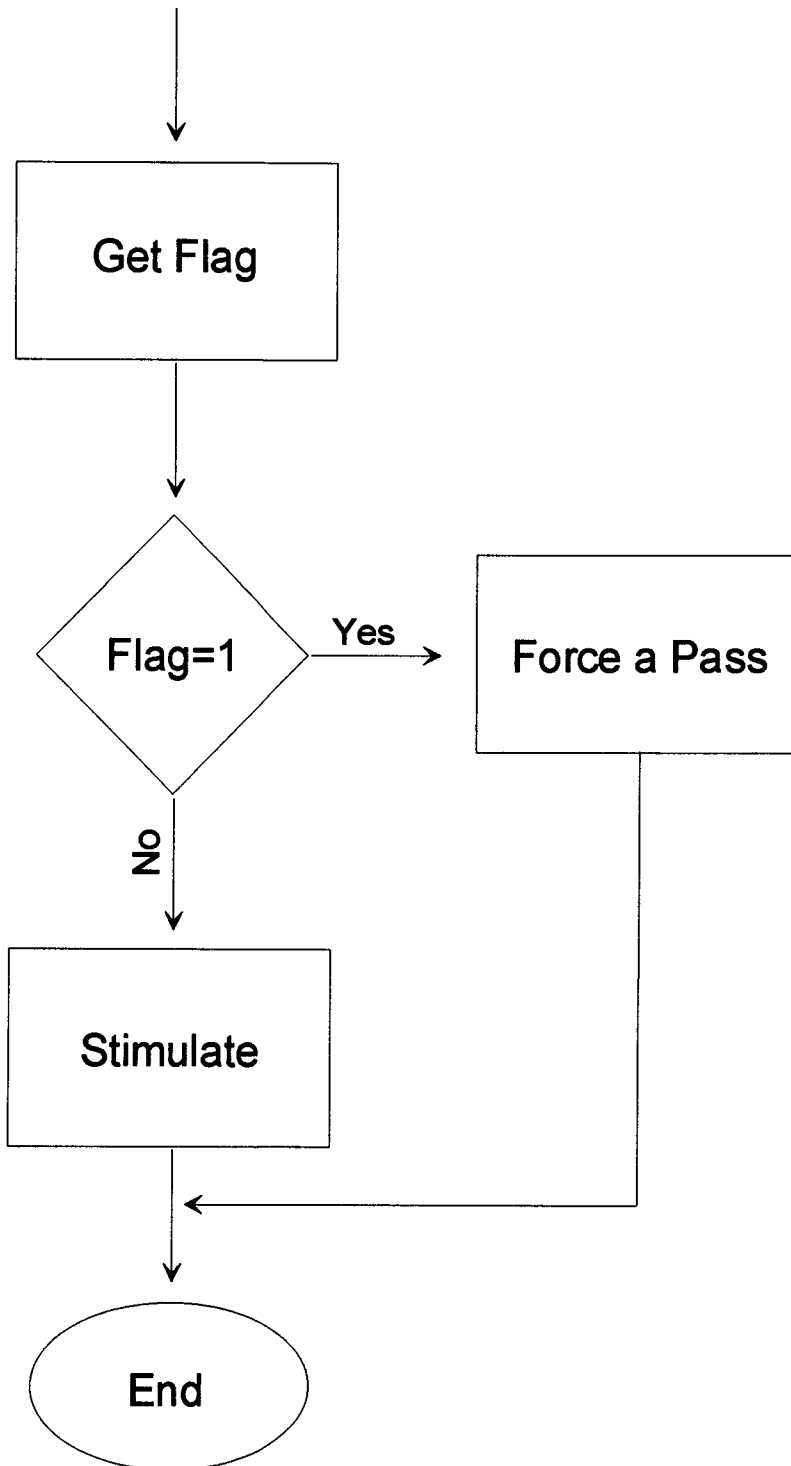 Get Flag
Flag=1
Yes
Force a Pass
No
Stimulate
End